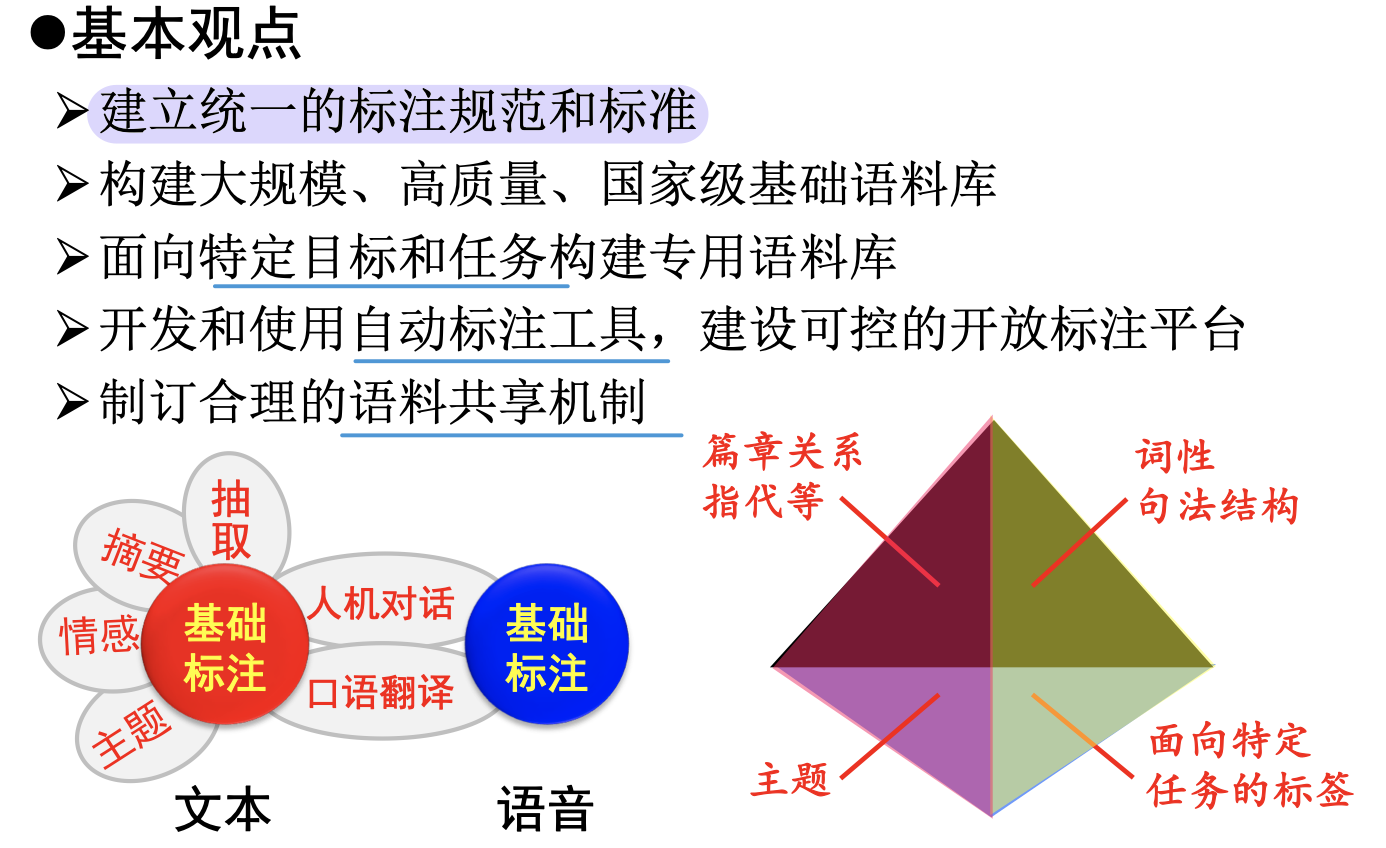 ●基本观点
➢建立统一的标注规范和标准
➢构建大规模、高质量、国家级基础语料库
➢面向特定目标和任务构建专用语料库
➢开发和使用自动标注工具，建设可控的开放标注平台
➢制订合理的语料共享机制
抽
取
摘要
情感
主题
基础
标注
人机对话
口语翻译
基础
标注
文本
语音
篇章关系
指代等
词性
句法结构
主题
面向特定
任务的标签